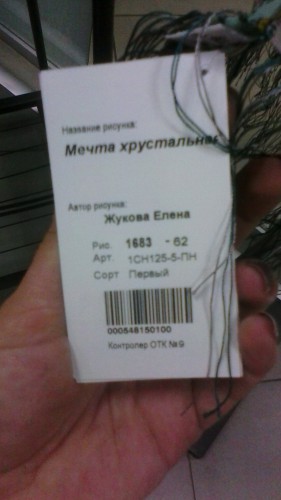 Название рисунка:
Мечта хрустальная
Автор рисунка:
Жукова Елена
Рис. 1683 - 62
Арт. 1СН125-5-ПН
Сорт Первый
000548150100
Контролер ОТК №9